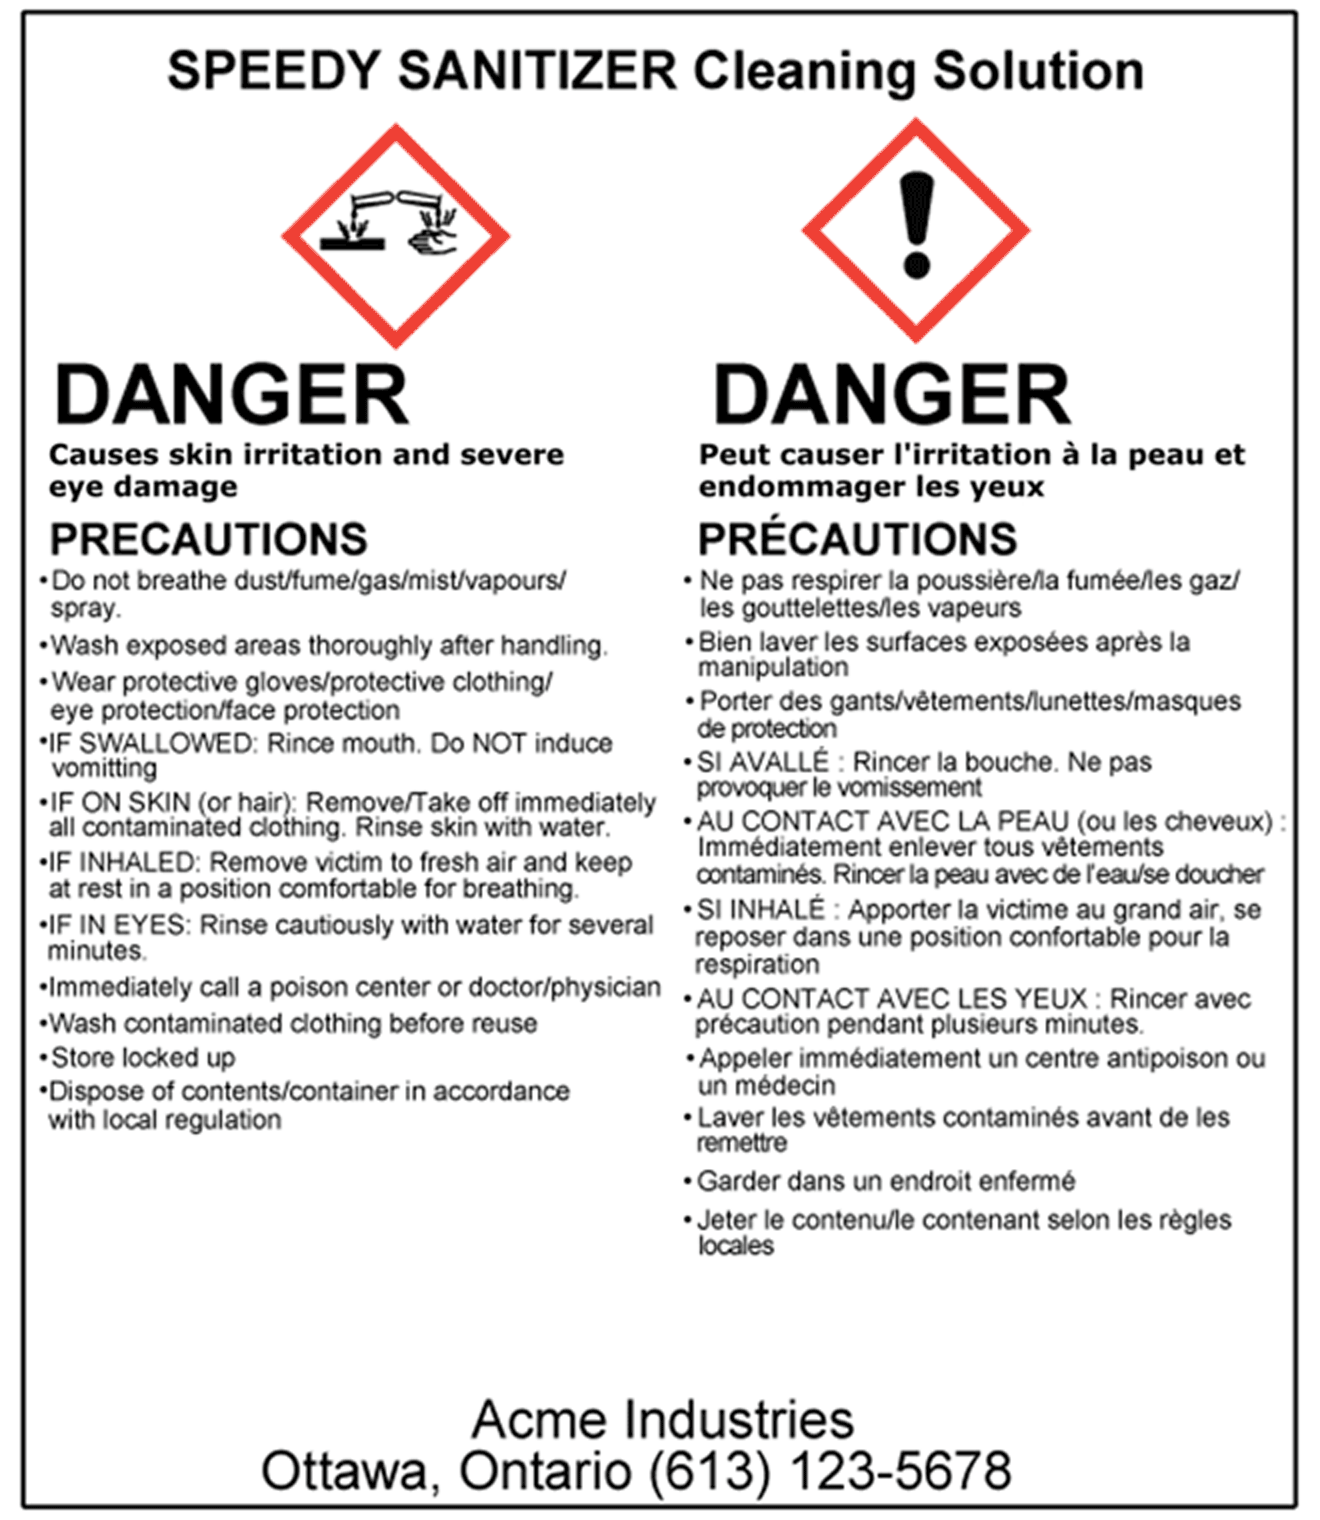 SPEEDY SANITIZER Cleaning Solution
DANGER
Causes skin irritation and severe
eye damage
PRECAUTIONS
•Do not breathe dust/fume/gas/mist/vapours/
spray.
•Wash exposed areas thoroughly after handling.
•Wear protective gloves/protective clothing/
eye protection/face protection
•IF SWALLOWED: Rince mouth. Do NOT induce
vomitting
•IF ON SKIN (or hair): Remove/Take off immediately
all contaminated clothing. Rinse skin with water.
•IF INHALED: Remove victim to fresh air and keep
at rest in a position comfortable for breathing.
•IF IN EYES: Rinse cautiously with water for several
minutes.
•Immediately call a poison center or doctor/physician
•Wash contaminated clothing before reuse
•Store locked up
•Dispose of contents/container in accordance
with local regulation
DANGER
Peut causer l'irritation à la peau et
endommager les yeux
PRÉCAUTIONS
• Ne pas respirer la poussière/la fumée/les gaz/
les gouttelettes/les vapeurs
• Bien laver les surfaces exposées après la
manipulation
• Porter des gants/vêtements/lunettes/masques
de protection
• SI AVALLÉ : Rincer la bouche. Ne pas
provoquer le vomissement
• AU CONTACT AVEC LA PEAU (ou les cheveux) :
Immédiatement enlever tous vêtements
contaminés. Rincer la peau avec de l'eau/se doucher
• SI INHALÉ : Apporter la victime au grand air, se
reposer dans une position confortable pour la
respiration
• AU CONTACT AVEC LES YEUX : Rincer avec
précaution pendant plusieurs minutes.
• Appeler immédiatement un centre antipoison ou
un médecin
• Laver les vêtements contaminés avant de les
remettre
• Garder dans un endroit enfermé
• Jeter le contenu/le contenant selon les règles
locales
Acme Industries
Ottawa, Ontario (613) 123-5678